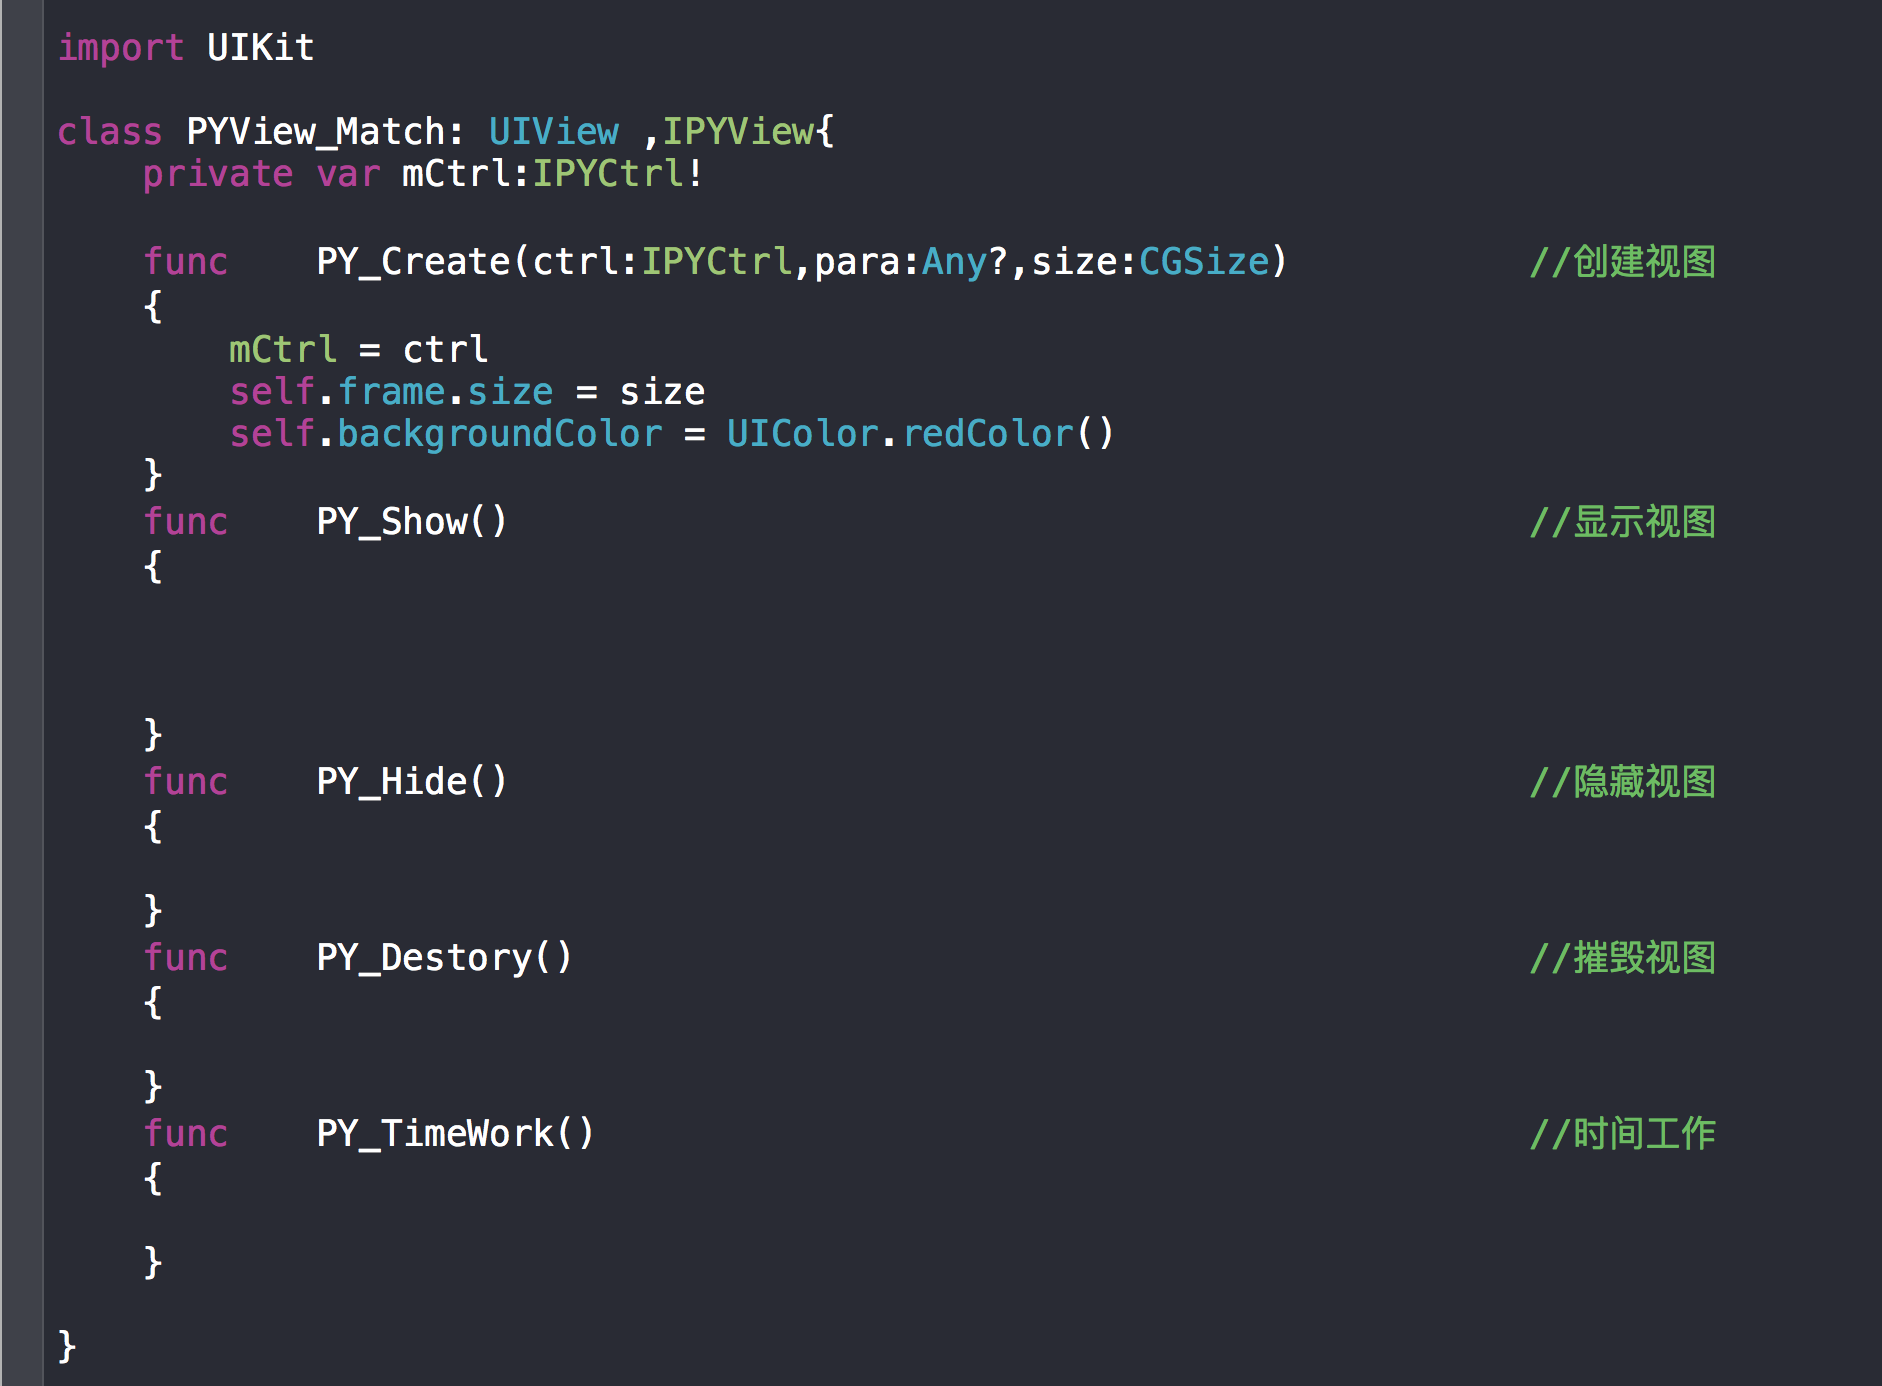 import UIKit
class PYView_Match: UIView ,IPYView{
private var mCtrl:IPYCtrl!
func    PY_Create(ctrl:IPYCtrl,para:Any?,size:CGSize)    //创建视图
{
mCtrl = ctrl
self.frame.size = size
self.backgroundColor = UIColor.redColor()
}
func    PY_Show()    //显示视图
{
}
func    PY_Hide()    //隐藏视图
{
}
func    PY_Destory()    //摧毁视图
{
}
func    PY_TimeWork()    //时间工作
{
}
}